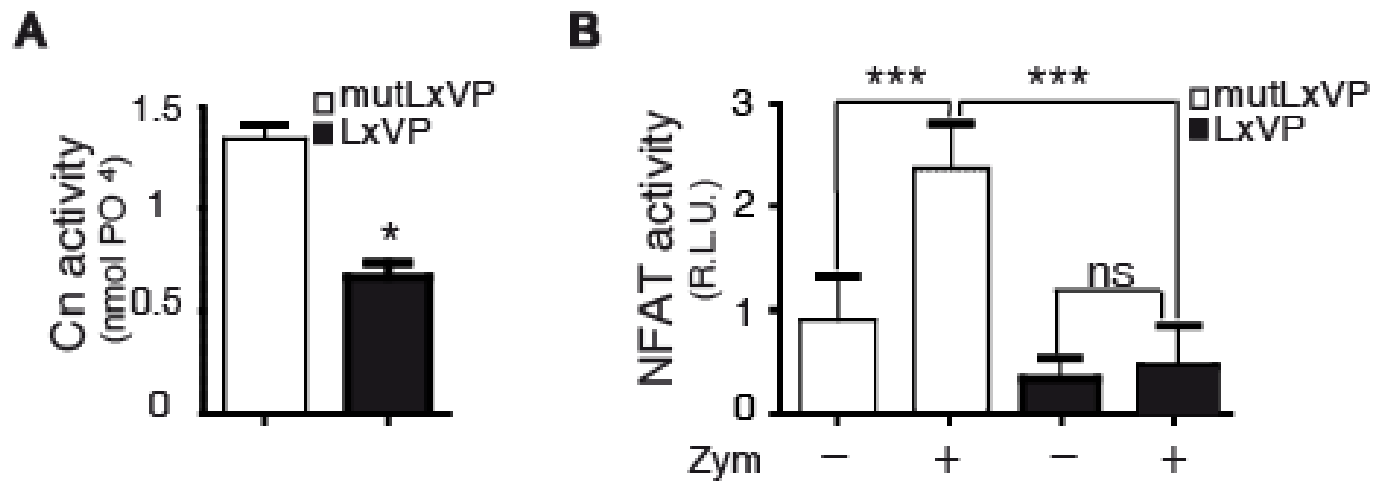 A
Cn activity
(nmol PO 4)
1.5
1
0.5
0
mutLxVP
LxVP
*
B
NFAT activity
(R.L.U.)
3
2
1
0
***
***
ns
mutLxVP
LxVP
Zym − + − +